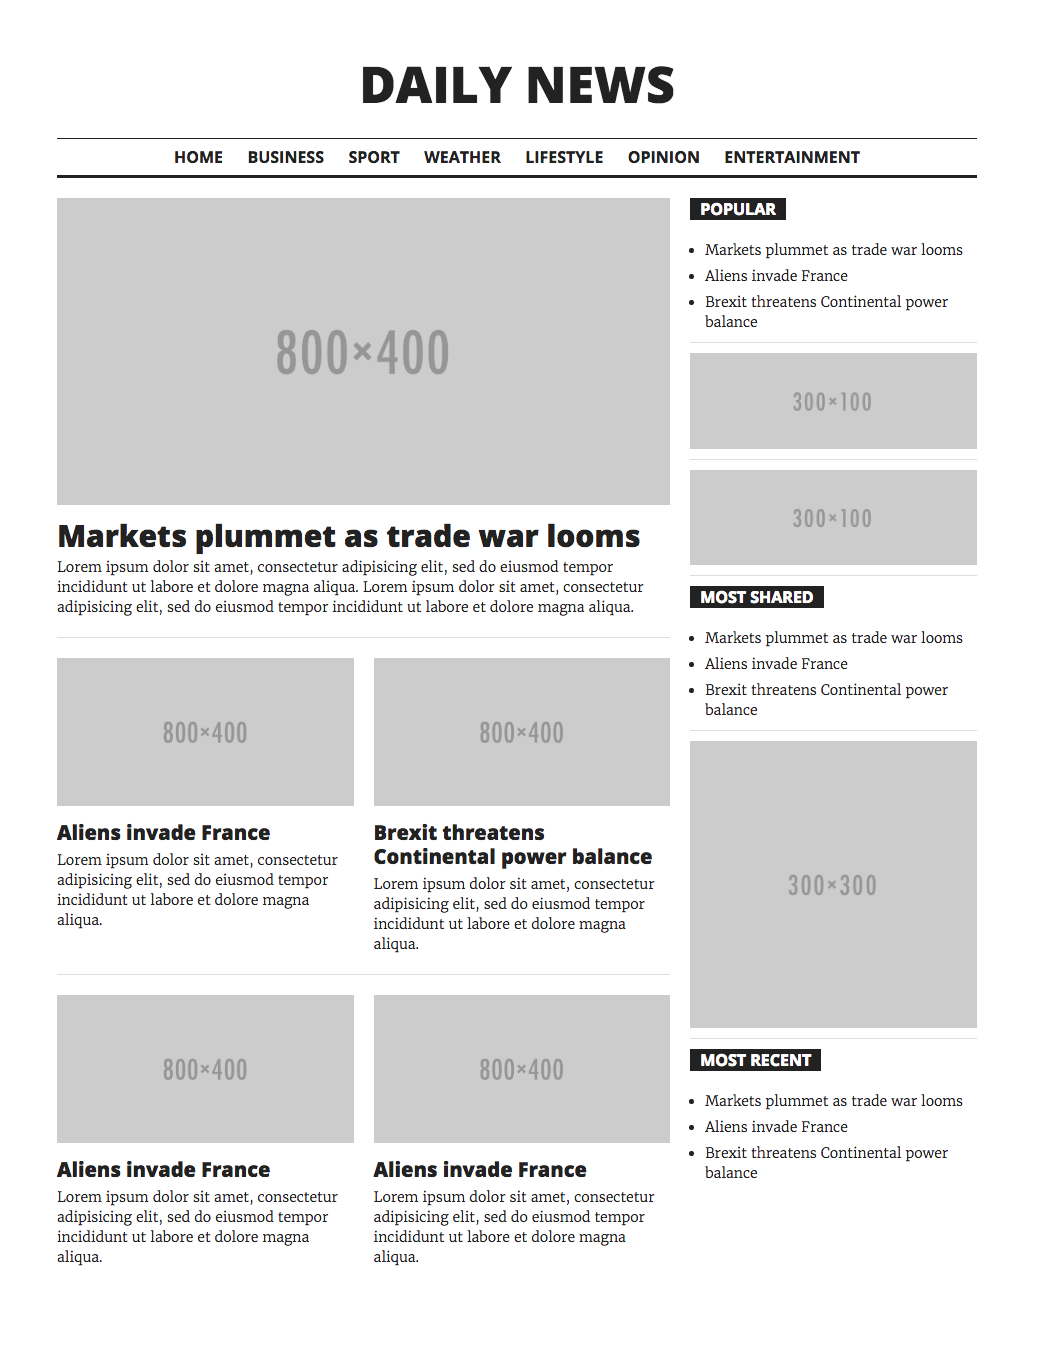 DAILY NEWS
HOME BUSINESS SPORT WEATHER LIFESTYLE OPINION ENTERTAINMENT
800×400
Markets plummet as trade war looms
Lorem ipsum dolor sit amet, consectetur adipisicing elit, sed do eiusmod tempor
incididunt ut labore et dolore magna aliqua. Lorem ipsum dolor sit amet, consectetur
adipisicing elit, sed do eiusmod tempor incididunt ut labore et dolore magna aliqua.
800×400
Aliens invade France
Lorem ipsum dolor sit amet, consectetur
adipisicing elit, sed do eiusmod tempor
incididunt ut labore et dolore magna
aliqua.
800×400
Brexit threatens
Continental power balance
Lorem ipsum dolor sit amet, consectetur
adipisicing elit, sed do eiusmod tempor
incididunt ut labore et dolore magna
aliqua.
800×400
Aliens invade France
Lorem ipsum dolor sit amet, consectetur
adipisicing elit, sed do eiusmod tempor
incididunt ut labore et dolore magna
aliqua.
800×400
Aliens invade France
Lorem ipsum dolor sit amet, consectetur
adipisicing elit, sed do eiusmod tempor
incididunt ut labore et dolore magna
aliqua.
POPULAR
• Markets plummet as trade war looms
• Aliens invade France
• Brexit threatens Continental power
balance
300×100
300×100
MOST SHARED
• Markets plummet as trade war looms
• Aliens invade France
• Brexit threatens Continental power
balance
300×300
MOST RECENT
• Markets plummet as trade war looms
• Aliens invade France
• Brexit threatens Continental power
balance